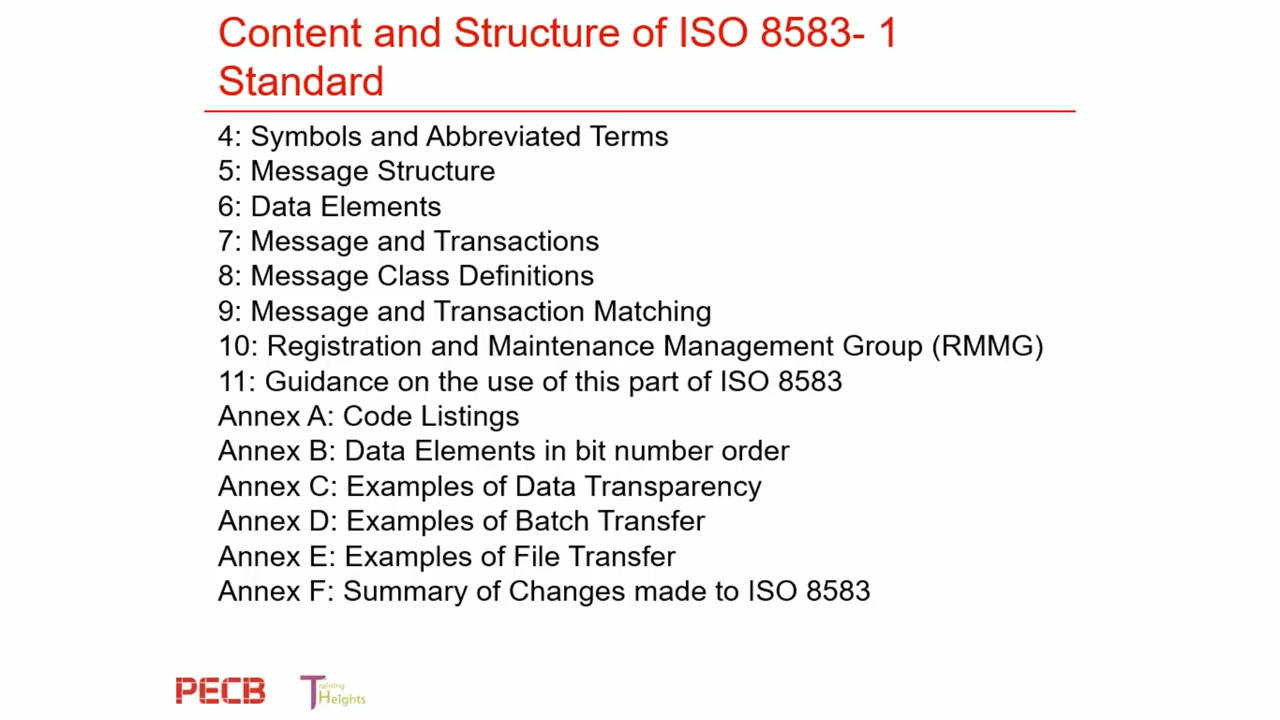 Content and Structure of ISO 8583- 1
Standard
4: Symbols and Abbreviated Terms
5: Message Structure
6: Data Elements
7: Message and Transactions
8: Message Class Definitions
9: Message and Transaction Matching
10: Registration and Maintenance Management Group (RMMG)
11: Guidance on the use of this part of ISO 8583
Annex A: Code Listings
Annex B: Data Elements in bit number order
Annex C: Examples of Data Transparency
Annex D: Examples of Batch Transfer
Annex E: Examples of File Transfer
Annex F: Summary of Changes made to ISO 8583
PECB
Training
Heights